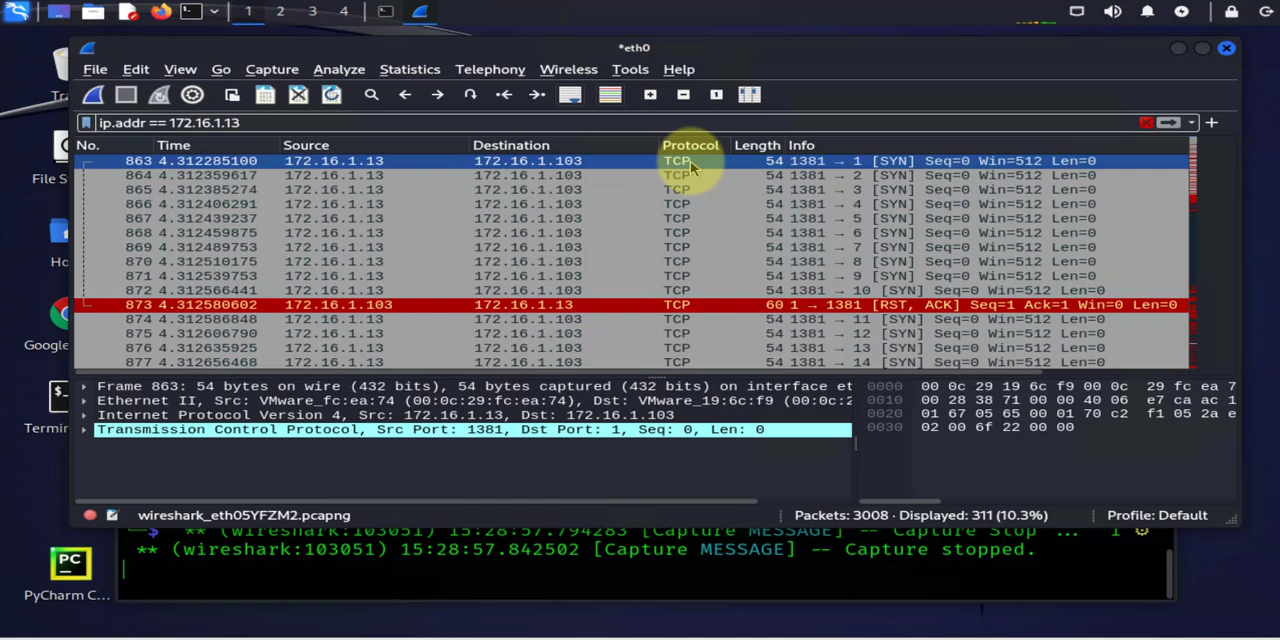 1 2 3 4
*eth0
File Edit View Go Capture Analyze Statistics Telephony Wireless Tools Help
ip.addr == 172.16.1.13
No. Time Source Destination Protocol Length Info
863 4.312285100 172.16.1.13 172.16.1.103 TCP 54 1381 → 1 [SYN] Seq=0 Win=512 Len=0
864 4.312359617 172.16.1.13 172.16.1.103 TCP 54 1381 → 2 [SYN] Seq=0 Win=512 Len=0
865 4.312385274 172.16.1.13 172.16.1.103 TCP 54 1381 → 3 [SYN] Seq=0 Win=512 Len=0
866 4.312406291 172.16.1.13 172.16.1.103 TCP 54 1381 → 4 [SYN] Seq=0 Win=512 Len=0
867 4.312439237 172.16.1.13 172.16.1.103 TCP 54 1381 → 5 [SYN] Seq=0 Win=512 Len=0
868 4.312459875 172.16.1.13 172.16.1.103 TCP 54 1381 → 6 [SYN] Seq=0 Win=512 Len=0
869 4.312489753 172.16.1.13 172.16.1.103 TCP 54 1381 → 7 [SYN] Seq=0 Win=512 Len=0
870 4.312510175 172.16.1.13 172.16.1.103 TCP 54 1381 → 8 [SYN] Seq=0 Win=512 Len=0
871 4.312539753 172.16.1.13 172.16.1.103 TCP 54 1381 → 9 [SYN] Seq=0 Win=512 Len=0
872 4.312566441 172.16.1.13 172.16.1.103 TCP 54 1381 → 10 [SYN] Seq=0 Win=512 Len=0
873 4.312580602 172.16.1.103 172.16.1.13 TCP 60 1 → 1381 [RST, ACK] Seq=1 Ack=1 Win=0 Len=0
874 4.312586848 172.16.1.13 172.16.1.103 TCP 54 1381 → 11 [SYN] Seq=0 Win=512 Len=0
875 4.312606790 172.16.1.13 172.16.1.103 TCP 54 1381 → 12 [SYN] Seq=0 Win=512 Len=0
876 4.312635925 172.16.1.13 172.16.1.103 TCP 54 1381 → 13 [SYN] Seq=0 Win=512 Len=0
877 4.312656468 172.16.1.13 172.16.1.103 TCP 54 1381 → 14 [SYN] Seq=0 Win=512 Len=0
Frame 863: 54 bytes on wire (432 bits), 54 bytes captured (432 bits) on interface et
Ethernet II, Src: VMware_fc:ea:74 (00:0c:29:fc:ea:74), Dst: VMware_19:6c:f9 (00:0c:2
Internet Protocol Version 4, Src: 172.16.1.13, Dst: 172.16.1.103
Transmission Control Protocol, Src Port: 1381, Dst Port: 1, Seq: 0, Len: 0
0000 00 0c 29 19 6c f9 00 0c 29 fc ea 7
0010 00 28 38 71 00 00 40 06 e7 ca ac 1
0020 01 67 05 65 00 01 70 c2 f1 05 2a e
0030 02 00 6f 22 00 00
wireshark_eth05YFZM2.pcapng Packets: 3008 · Displayed: 311 (10.3%) Profile: Default
$ ** (wireshark:103051) 15:28:57.794283 [Capture MESSAGE] -- Capture Stop ... 1
** (wireshark:103051) 15:28:57.842502 [Capture MESSAGE] -- Capture stopped.
Tra
File S
Ho
Google
Term
PC
PyCharm C...